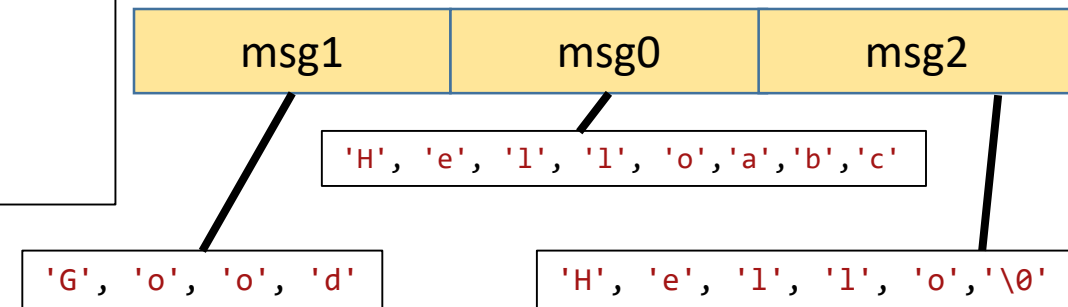 msg1 msg0 msg2
'H', 'e', 'l', 'l', 'o','a','b','c'
'G', 'o', 'o', 'd'
'H', 'e', 'l', 'l', 'o','\0'